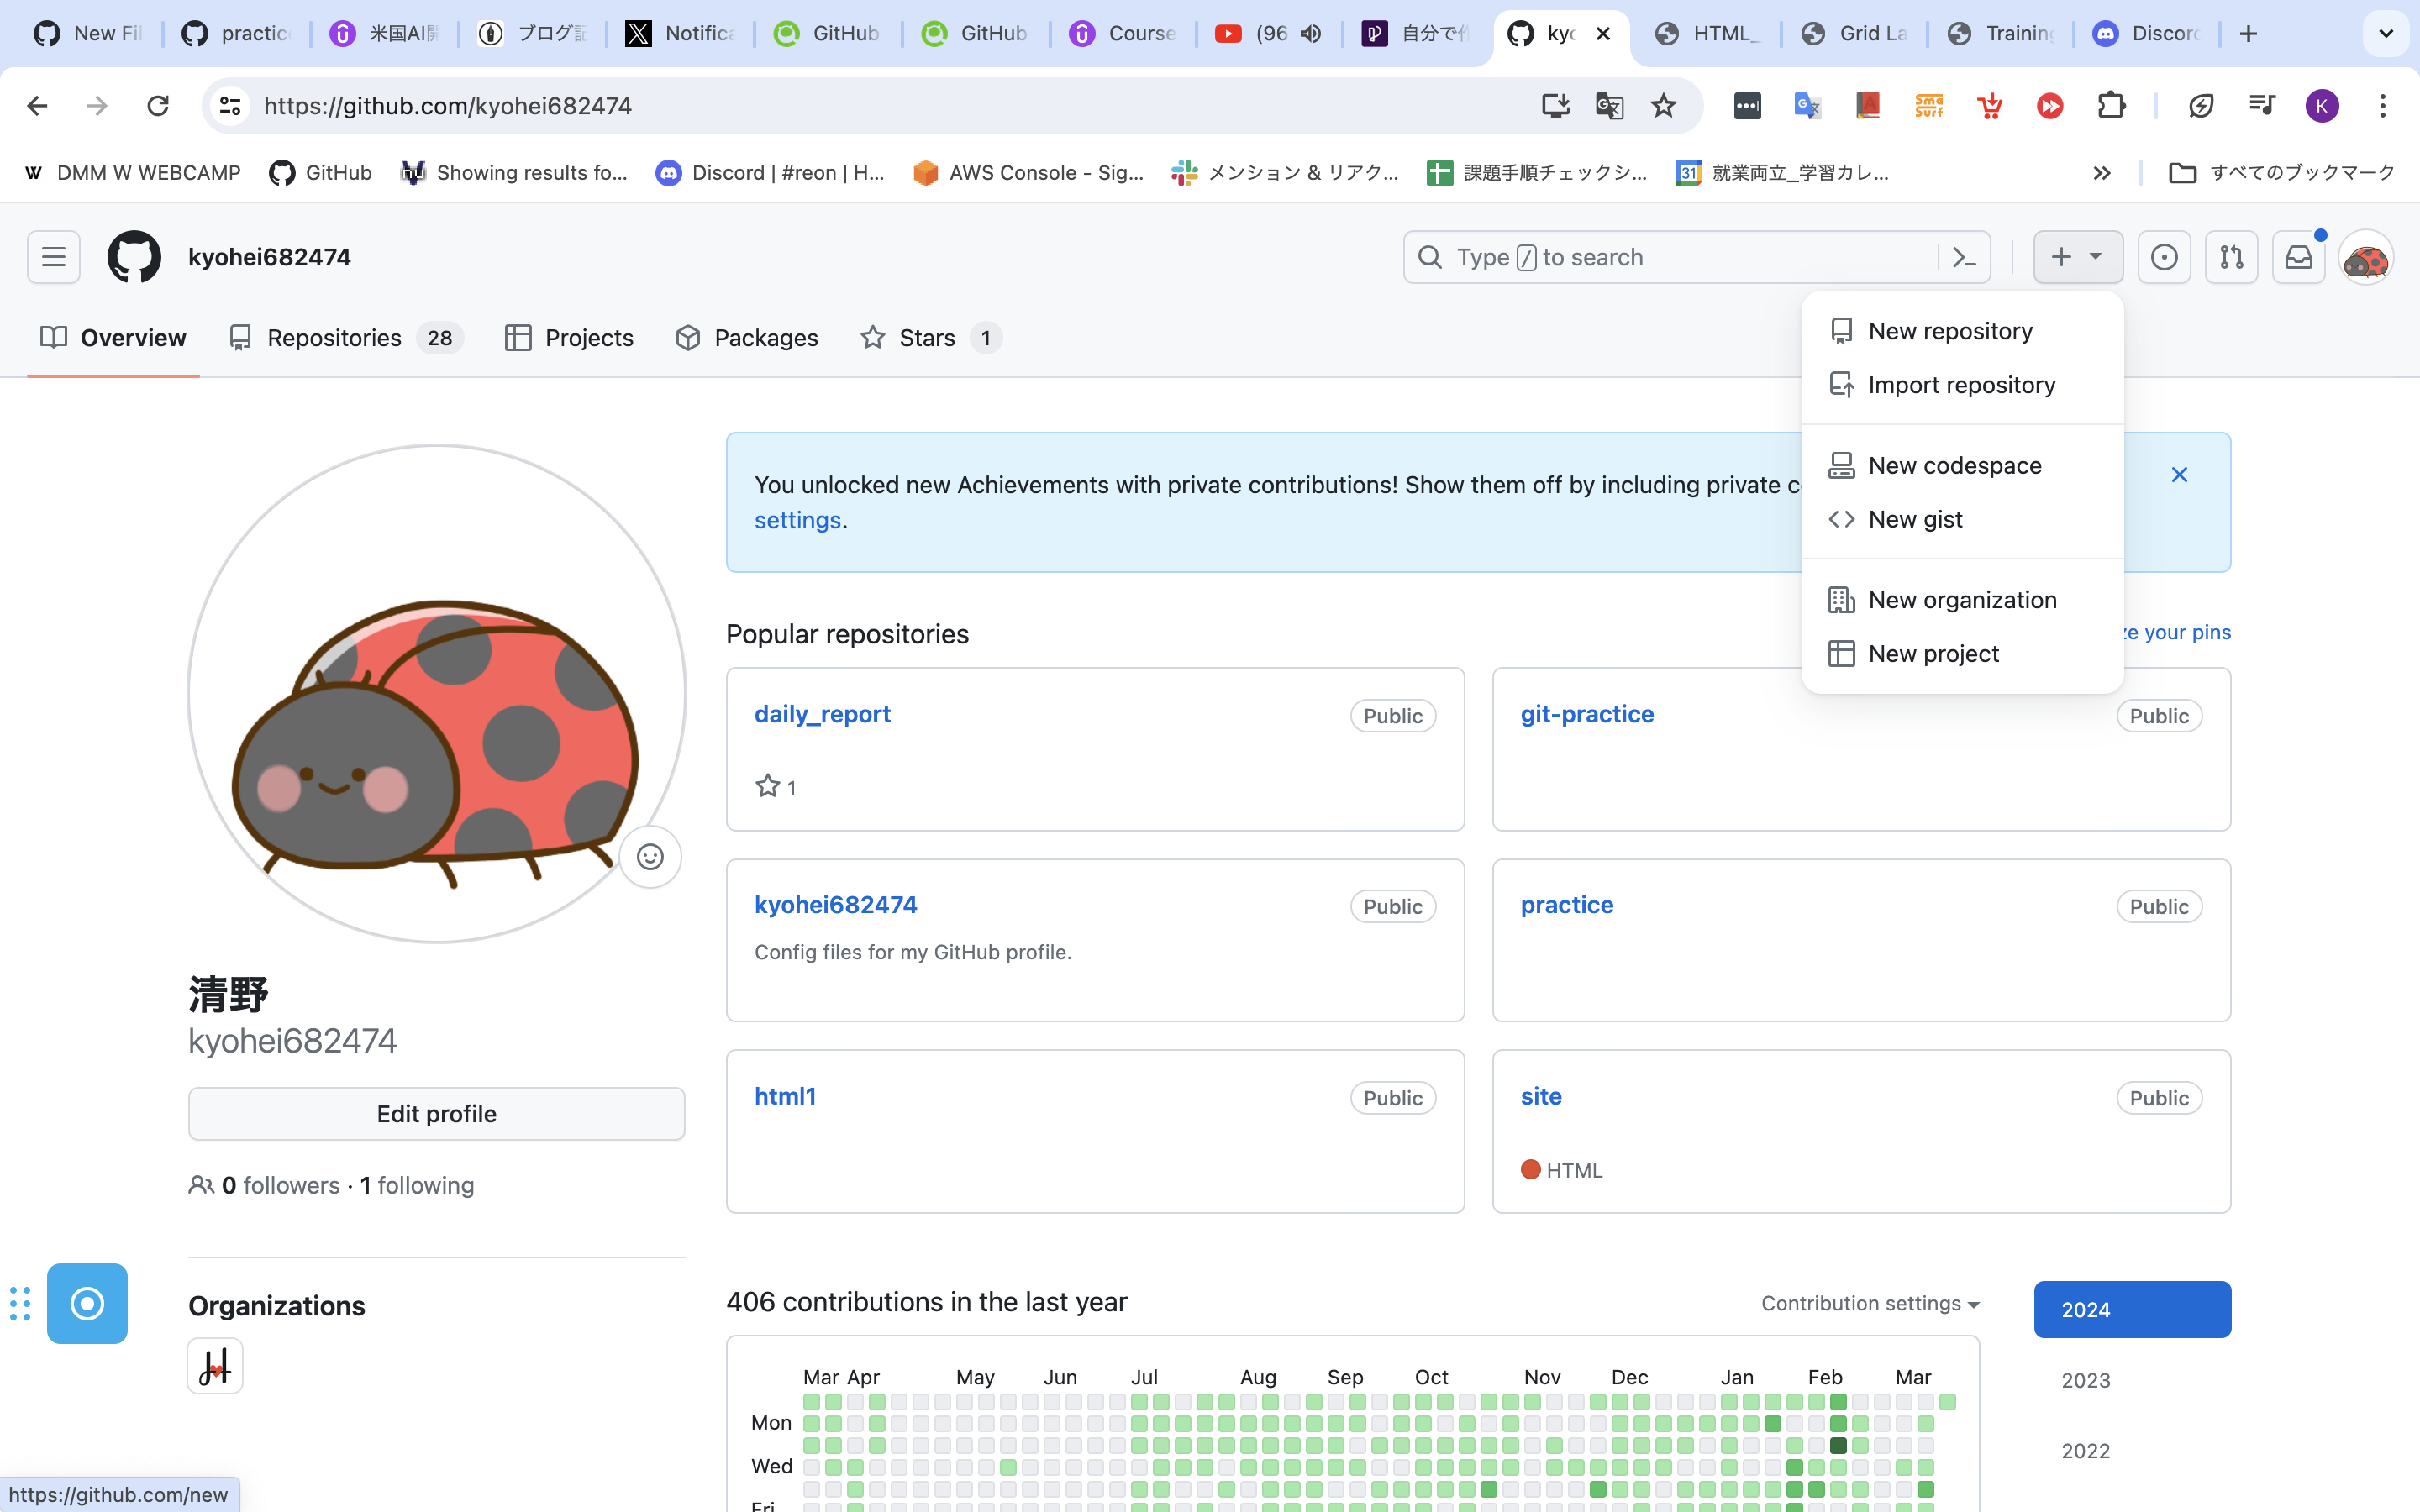 New Fil
practice
米国AI開
ブログ記
Notifica
GitHub
GitHub
Course
(96
自分で作
kyo
HTML_
Grid La
Training
Discord
https://github.com/kyohei682474
K
W DMM W WEBCAMP
GitHub
Showing results fo...
Discord | #reon | H...
AWS Console - Sig...
メンション & リアク...
課題手順チェックシ...
31 就業両立_学習カレ...
すべてのブックマーク
kyohei682474
Type / to search
Overview
Repositories 28
Projects
Packages
Stars 1
New repository
Import repository
New codespace
New gist
New organization
New project
You unlocked new Achievements with private contributions! Show them off by including private c
settings.
Popular repositories
ze your pins
daily_report Public
1
git-practice Public
kyohei682474 Public
Config files for my GitHub profile.
practice Public
html1 Public
site Public
HTML
清野
kyohei682474
Edit profile
0 followers · 1 following
Organizations
406 contributions in the last year
Contribution settings
2024
2023
2022
Mar Apr May Jun Jul Aug Sep Oct Nov Dec Jan Feb Mar
Mon
Wed
Fri
https://github.com/new